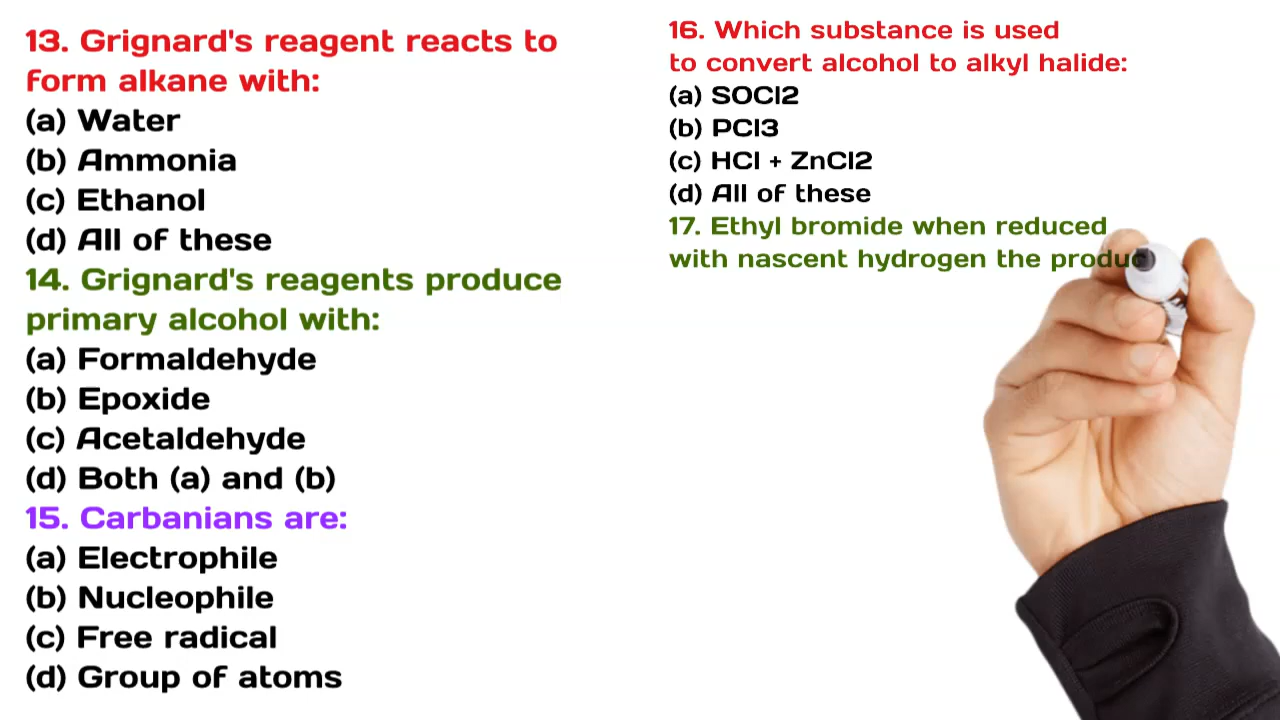 13. Grignard's reagent reacts to
form alkane with:
(a) Water
(b) Ammonia
(c) Ethanol
(d) All of these
14. Grignard's reagents produce
primary alcohol with:
(a) Formaldehyde
(b) Epoxide
(c) Acetaldehyde
(d) Both (a) and (b)
15. Carbanians are:
(a) Electrophile
(b) Nucleophile
(c) Free radical
(d) Group of atoms
16. Which substance is used
to convert alcohol to alkyl halide:
(a) SOCl2
(b) PCl3
(c) HCl + ZnCl2
(d) All of these
17. Ethyl bromide when reduced
with nascent hydrogen the produc